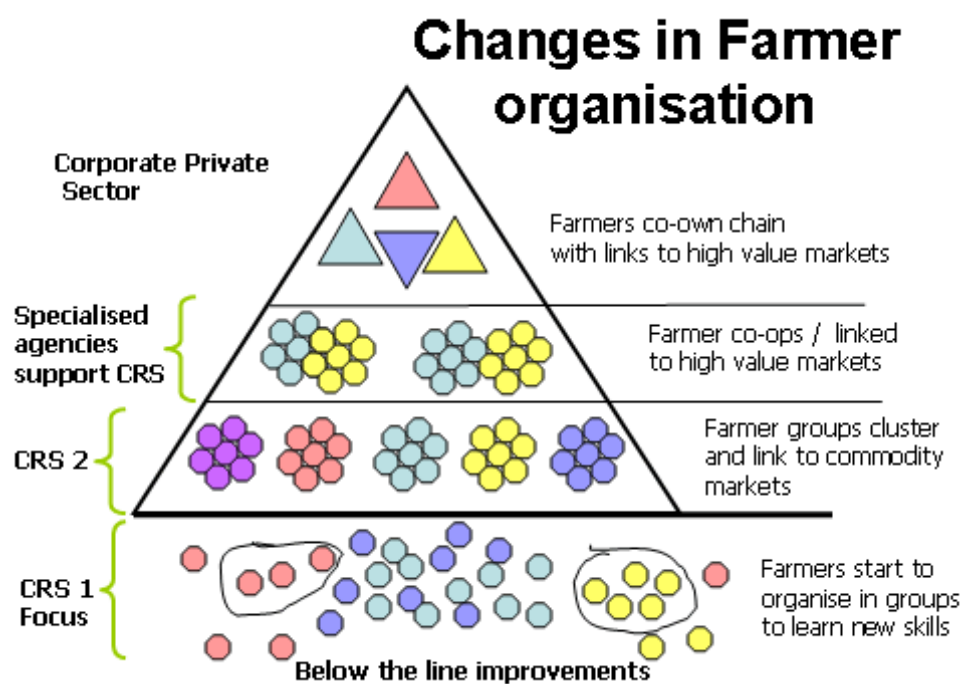 Changes in Farmer
organisation
Corporate Private
Sector
Farmers co-own chain
with links to high value markets
Specialised
agencies
support CRS
Farmer co-ops / linked
to high value markets
CRS 2
Farmer groups cluster
and link to commodity
markets
CRS 1
Focus
Farmers start to
organise in groups
to learn new skills
Below the line improvements